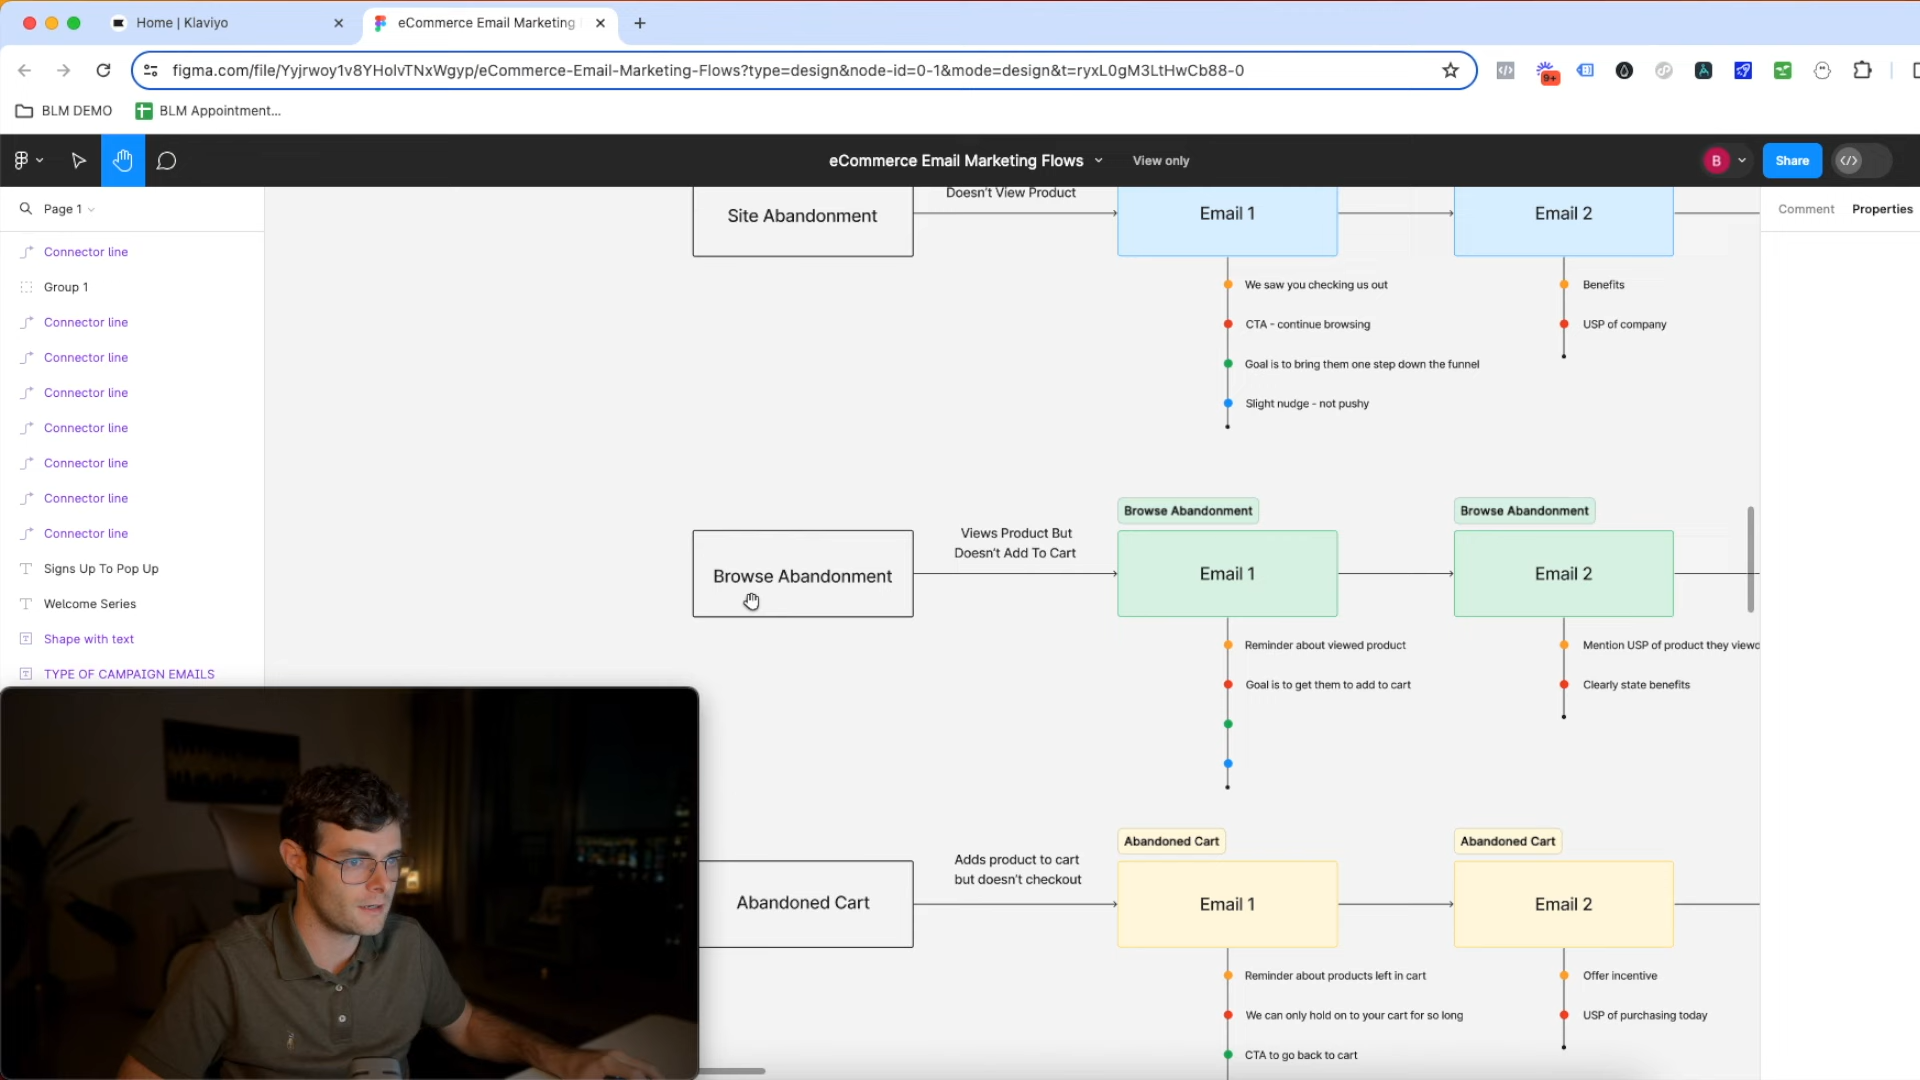 Home | Klaviyo
eCommerce Email Marketing
figma.com/file/Yyjrwoy1v8YHolvTNxWgyp/eCommerce-Email-Marketing-Flows?type=design&node-id=0-1&mode=design&t=ryxL0gM3LtHwCb88-0
9+
BLM DEMO
BLM Appointment...
eCommerce Email Marketing Flows
View only
B
Share
Page 1
Comment
Properties
Connector line
Group 1
Connector line
Connector line
Connector line
Connector line
Connector line
Connector line
Connector line
Signs Up To Pop Up
Welcome Series
Shape with text
TYPE OF CAMPAIGN EMAILS
Site Abandonment
Doesn't View Product
Email 1
Email 2
We saw you checking us out
CTA - continue browsing
Goal is to bring them one step down the funnel
Slight nudge - not pushy
Benefits
USP of company
Browse Abandonment
Browse Abandonment
Browse Abandonment
Views Product But
Doesn't Add To Cart
Email 1
Email 2
Reminder about viewed product
Goal is to get them to add to cart
Mention USP of product they viewe
Clearly state benefits
Abandoned Cart
Abandoned Cart
Abandoned Cart
Adds product to cart
but doesn't checkout
Email 1
Email 2
Reminder about products left in cart
We can only hold on to your cart for so long
CTA to go back to cart
Offer incentive
USP of purchasing today